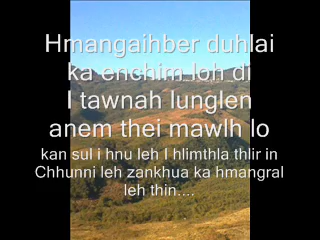 Hmangaihber duhlai
ka enchim loh di
I tawnah lunglen
anem thei mawlh lo
kan sul i hnu leh I hlimthla thlir in
Chhunni leh zankhua ka hmangral
leh thin....